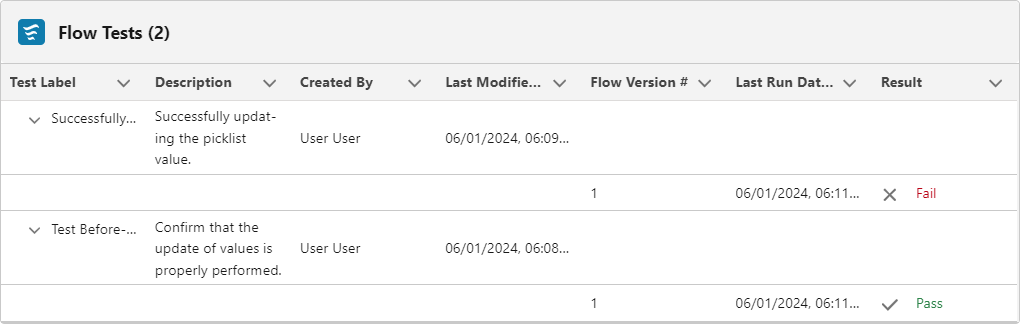 Flow Tests (2)
Test Label Description Created By Last Modifie... Flow Version # Last Run Dat... Result
Successfully... Successfully updat-
ing the picklist
value. User User 06/01/2024, 06:09...
1 06/01/2024, 06:11... Fail
Test Before-... Confirm that the
update of values is
properly performed. User User 06/01/2024, 06:08...
1 06/01/2024, 06:11... Pass